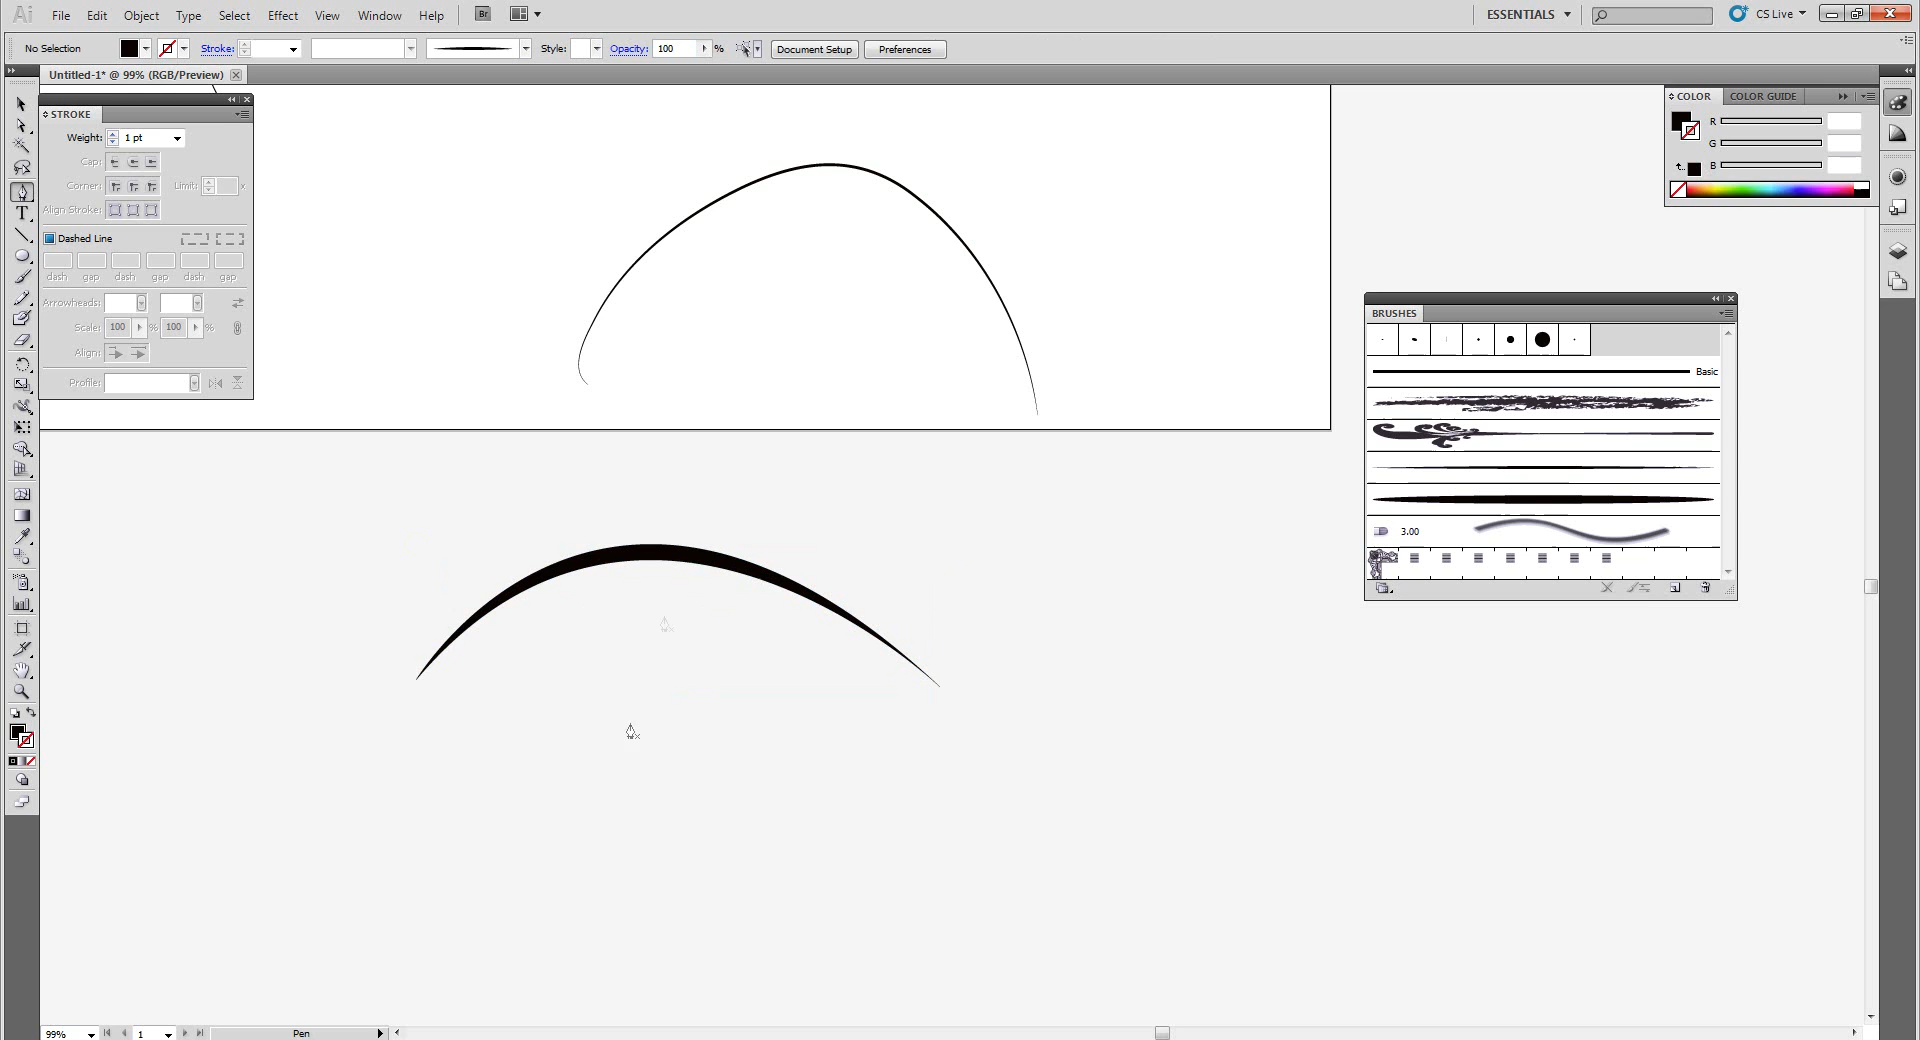 Ai File Edit Object Type Select Effect View Window Help Br ESSENTIALS CS Live
No Selection Stroke: Style: Opacity: 100 % Document Setup Preferences
Untitled-1* @ 99% (RGB/Preview)
STROKE
Weight: 1 pt
Cap:
Corner: Limit: x
Align Stroke:
Dashed Line
dash gap dash gap dash gap
Arrowheads:
Scale: 100 % 100 %
Align:
Profile:
COLOR COLOR GUIDE
R
G
B
BRUSHES
Basic
3.00
99% 1 Pen